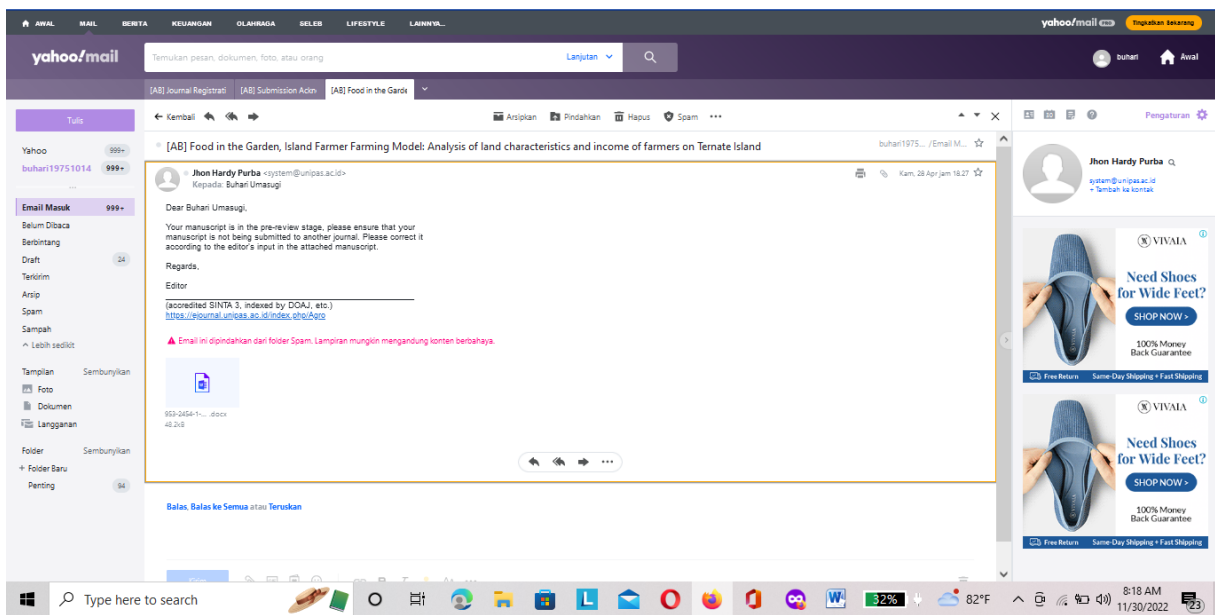 AWAL MAIL BERITA KEUANGAN OLAHRAGA SELEB LIFESTYLE LAINNYA... yahoo!mail Tingkatkan Sekarang
yahoo!mail Temukan pesan, dokumen, foto, atau orang Lanjutan buhari Awal
[AB] Journal Registrati [AB] Submission Ackn [AB] Food in the Garde
Tulis
Yahoo 999+
buhari19751014 999+
Email Masuk 999+
Belum Dibaca
Berbintang
Draft 24
Terkirim
Arsip
Spam
Sampah
Lebih sedikit
Tampilan Sembunyikan
Foto
Dokumen
Langganan
Folder Sembunyikan
+ Folder Baru
Penting 94
Kembali Arsipkan Pindahkan Hapus Spam
[AB] Food in the Garden, Island Farmer Farming Model: Analysis of land characteristics and income of farmers on Ternate Island buhari1975... /Email M...
Jhon Hardy Purba <system@unipas.ac.id> Kam, 28 Apr jam 18.27
Kepada: Buhari Umasugi
Dear Buhari Umasugi,
Your manuscript is in the pre-review stage, please ensure that your
manuscript is not being submitted to another journal. Please correct it
according to the editor's input in the attached manuscript.
Regards,
Editor
(accredited SINTA 3, indexed by DOAJ, etc.)
https://ejournal.unipas.ac.id/index.php/Agro
Email ini dipindahkan dari folder Spam. Lampiran mungkin mengandung konten berbahaya.
953-2454-1-... .docx
48.2kB
Balas, Balas ke Semua atau Teruskan
Pengaturan
Jhon Hardy Purba
system@unipas.ac.id
+ Tambah ke kontak
VIVAIA
Need Shoes
for Wide Feet?
SHOP NOW >
100% Money
Back Guarantee
Free Return Same-Day Shipping + Fast Shipping
VIVAIA
Need Shoes
for Wide Feet?
SHOP NOW >
100% Money
Back Guarantee
Free Return Same-Day Shipping + Fast Shipping
Type here to search 32% 82°F 8:18 AM
11/30/2022 23